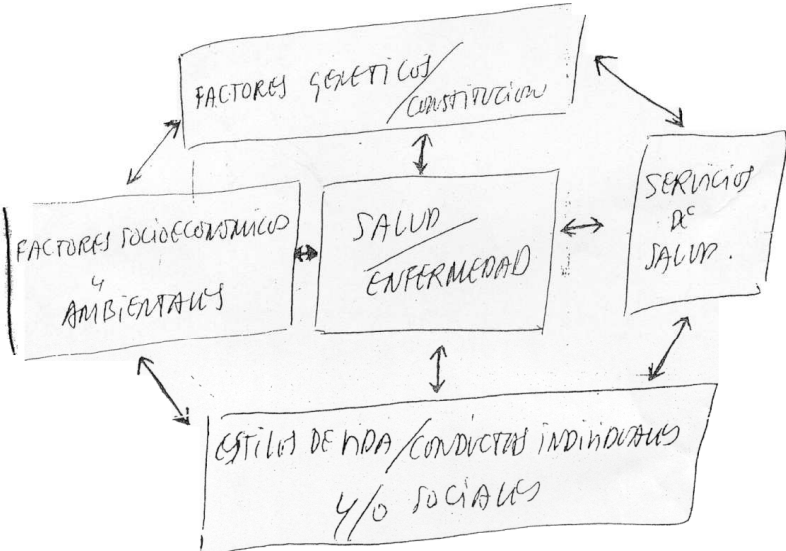 FACTORES GENETICOS/
CONSTITUCION
FACTORES SOCIOECONOMICOS
Y
AMBIENTALES
SALUD/
ENFERMEDAD
SERVICIOS
DE
SALUD.
ESTILOS DE VIDA/CONDUCTAS INDIVIDUALES
Y/O SOCIALES